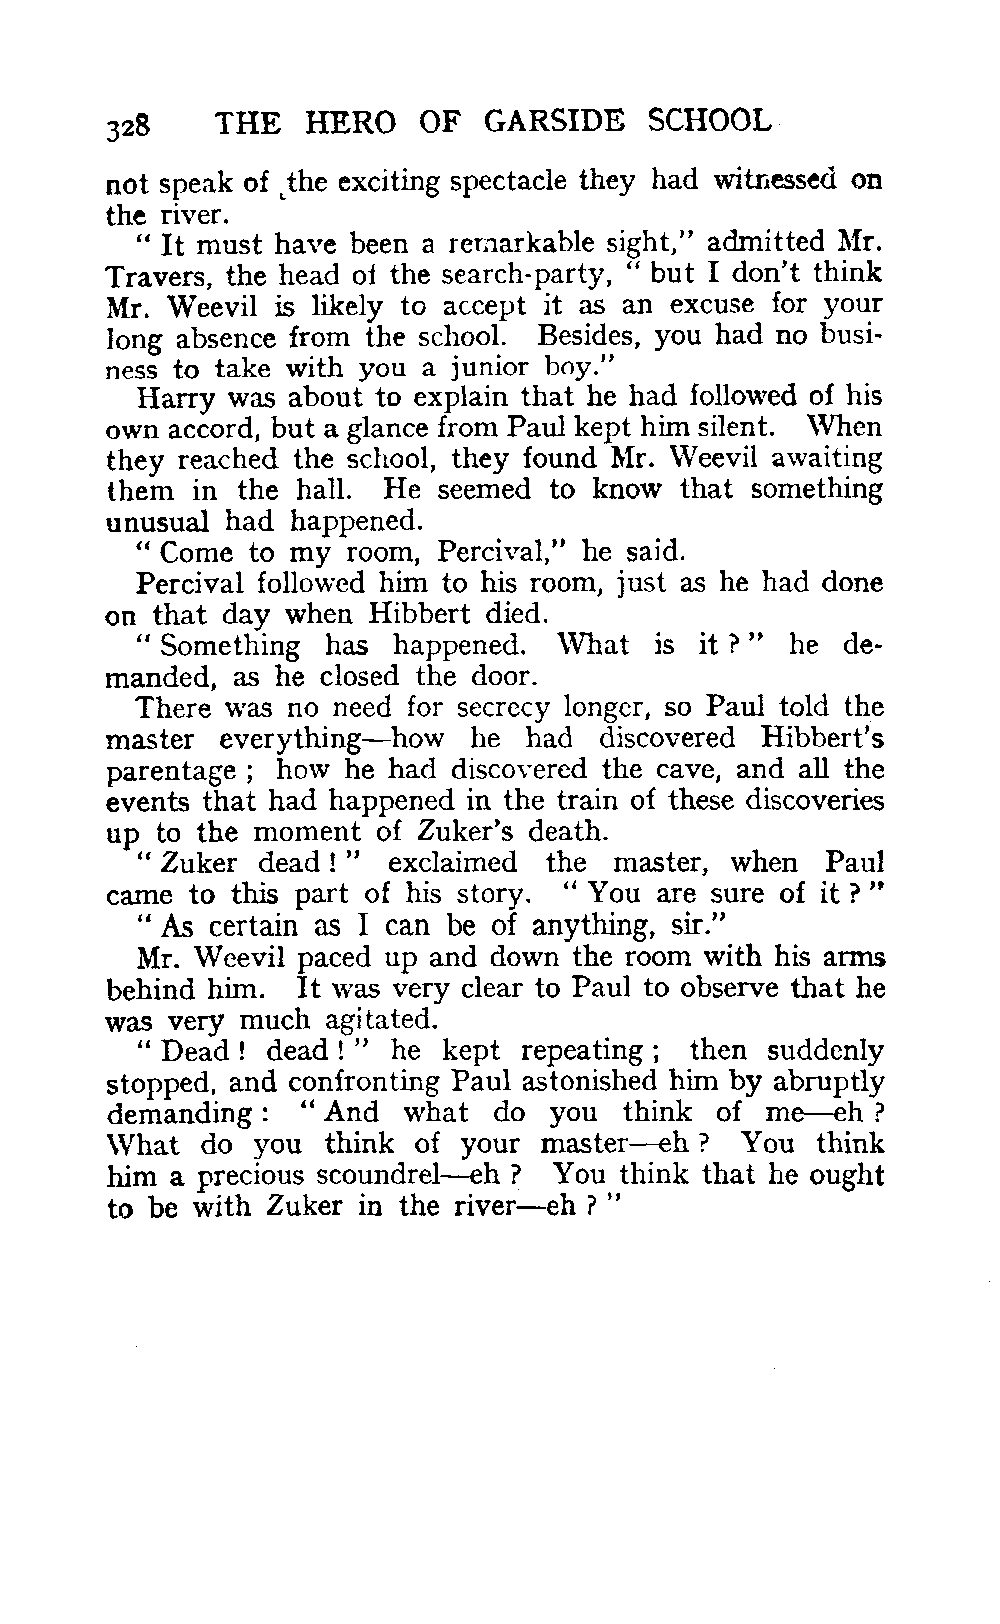 328 THE HERO OF GARSIDE SCHOOL
not speak of the exciting spectacle they had witnessed on
the river.
“ It must have been a remarkable sight,” admitted Mr.
Travers, the head of the search-party, “ but I don't think
Mr. Weevil is likely to accept it as an excuse for your
long absence from the school. Besides, you had no busi-
ness to take with you a junior boy.”
Harry was about to explain that he had followed of his
own accord, but a glance from Paul kept him silent. When
they reached the school, they found Mr. Weevil awaiting
them in the hall. He seemed to know that something
unusual had happened.
“ Come to my room, Percival,” he said.
Percival followed him to his room, just as he had done
on that day when Hibbert died.
“ Something has happened. What is it ? ” he de-
manded, as he closed the door.
There was no need for secrecy longer, so Paul told the
master everything—how he had discovered Hibbert's
parentage ; how he had discovered the cave, and all the
events that had happened in the train of these discoveries
up to the moment of Zuker's death.
“ Zuker dead ! ” exclaimed the master, when Paul
came to this part of his story. “ You are sure of it ? ”
“ As certain as I can be of anything, sir.”
Mr. Weevil paced up and down the room with his arms
behind him. It was very clear to Paul to observe that he
was very much agitated.
“ Dead ! dead ! ” he kept repeating ; then suddenly
stopped, and confronting Paul astonished him by abruptly
demanding : “ And what do you think of me—eh ?
What do you think of your master—eh ? You think
him a precious scoundrel—eh ? You think that he ought
to be with Zuker in the river—eh ? ”